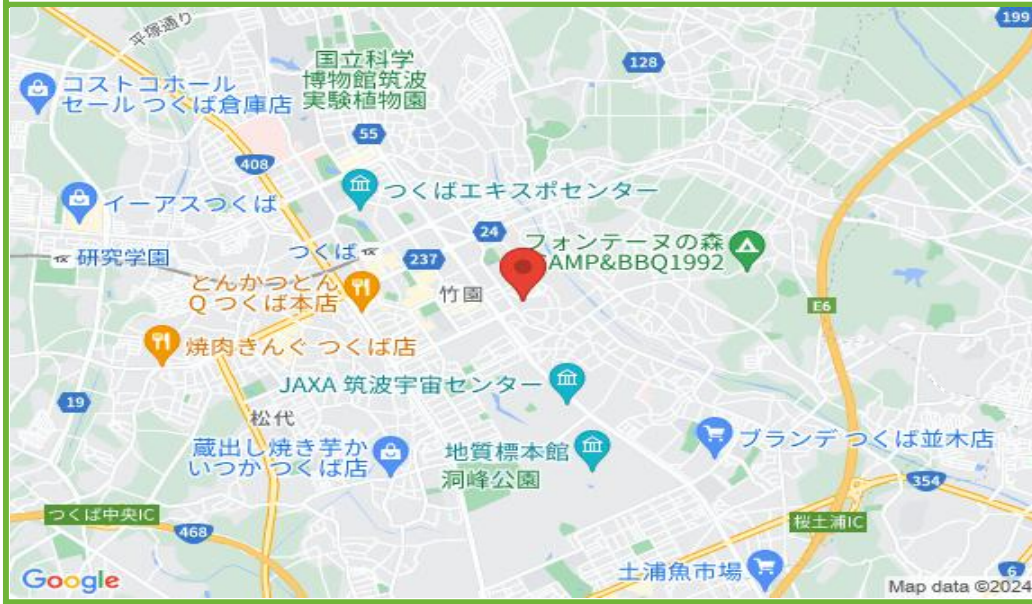 平塚通り
199
国立科学
博物館筑波
実験植物園
128
コストコホール
セール つくば倉庫店
55
408
つくばエキスポセンター
イーアスつくば
24
フォンテーヌの森
CAMP&BBQ1992
つくば
237
研究学園
とんかつとん
Q つくば本店
竹園
E6
焼肉きんぐ つくば店
JAXA 筑波宇宙センター
19
松代
蔵出し焼き芋か
いつか つくば店
地質標本館
洞峰公園
ブランデ つくば並木店
354
つくば中央IC
468
桜土浦IC
土浦魚市場
6
Google
Map data ©2024